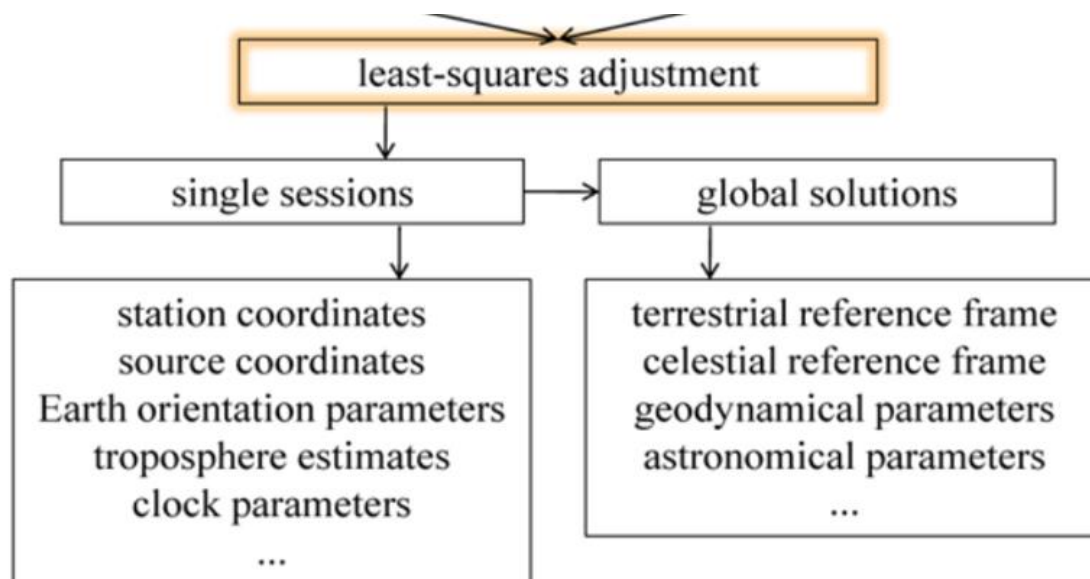 least-squares adjustment
single sessions
global solutions
station coordinates
source coordinates
Earth orientation parameters
troposphere estimates
clock parameters
...
terrestrial reference frame
celestial reference frame
geodynamical parameters
astronomical parameters
...